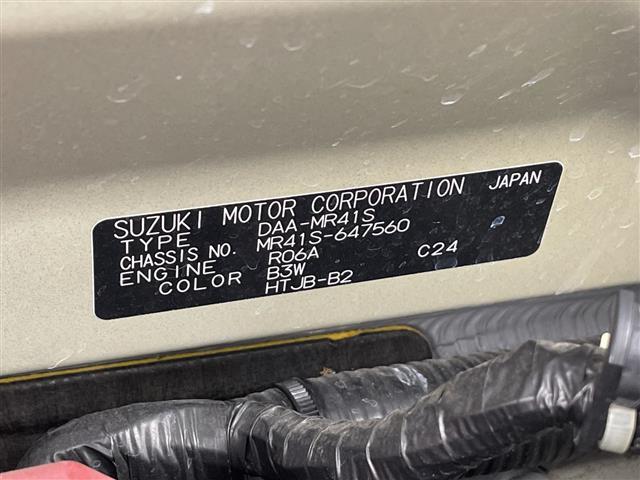 SUZUKI MOTOR CORPORATION JAPAN
TYPE DAA-MR41S
CHASSIS NO. MR41S-647560
ENGINE R06A C24
COLOR B3W
HTJB-B2